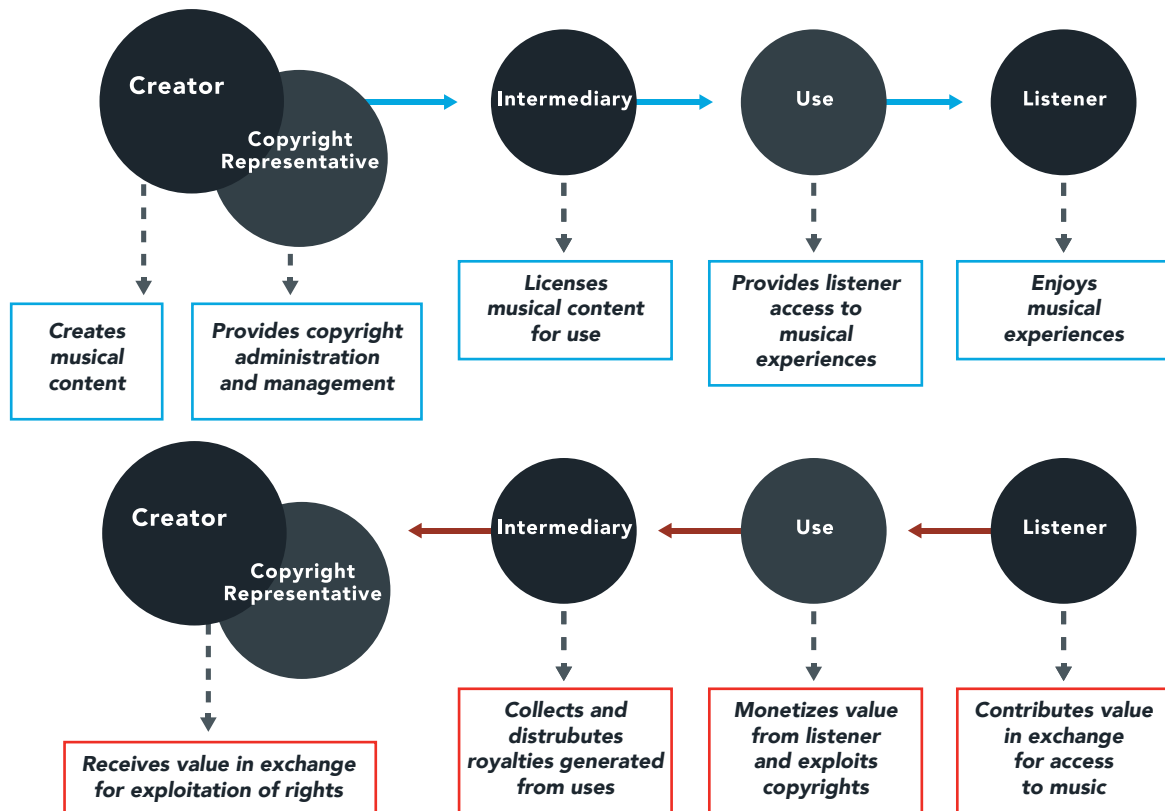 Creator
Copyright
Representative
Intermediary
Use
Listener
Creates
musical
content
Provides copyright
administration
and management
Licenses
musical content
for use
Provides listener
access to
musical
experiences
Enjoys
musical
experiences
Creator
Copyright
Representative
Intermediary
Use
Listener
Receives value in exchange
for exploitation of rights
Collects and
distrubutes
royalties generated
from uses
Monetizes value
from listener
and exploits
copyrights
Contributes value
in exchange
for access
to music